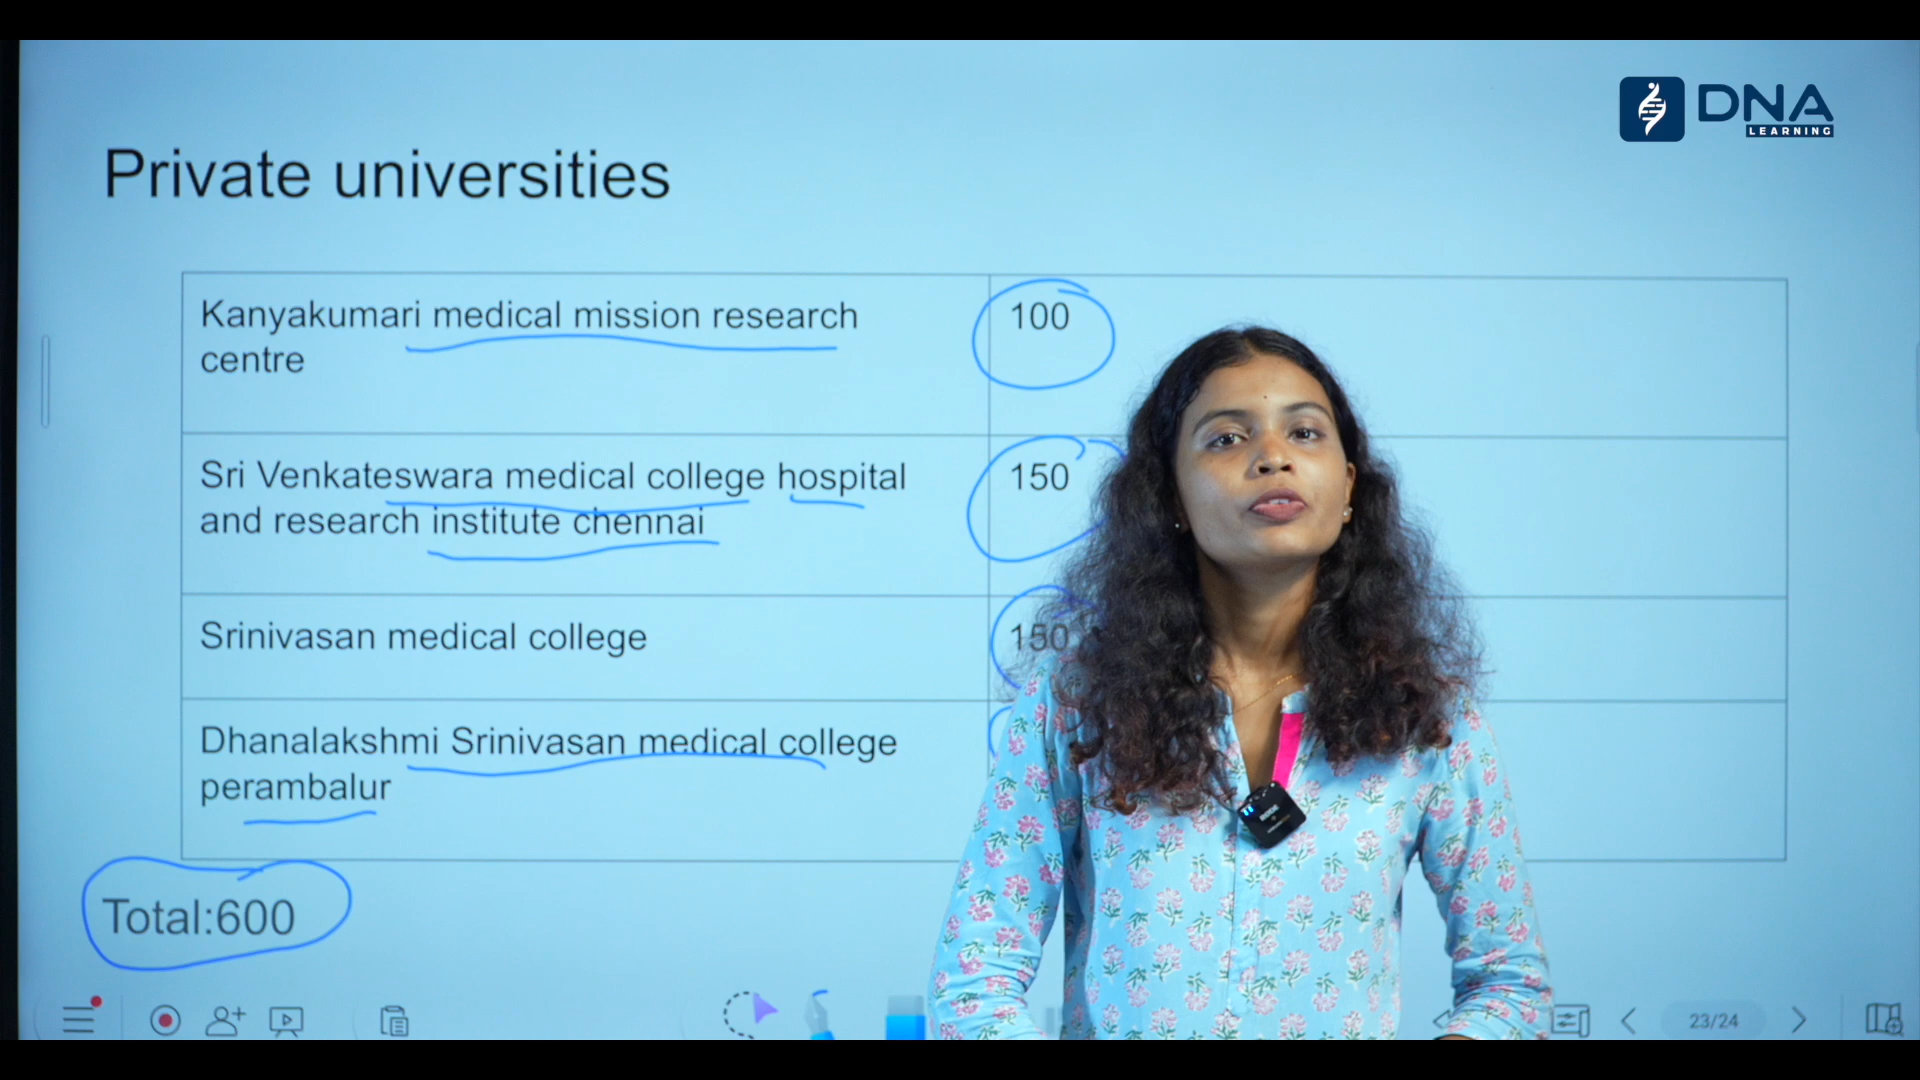 DNA
LEARNING
Private universities
Kanyakumari medical mission research
centre
100
Sri Venkateswara medical college hospital
and research institute chennai
150
Srinivasan medical college
150
Dhanalakshmi Srinivasan medical college
perambalur
Total:600
23/24